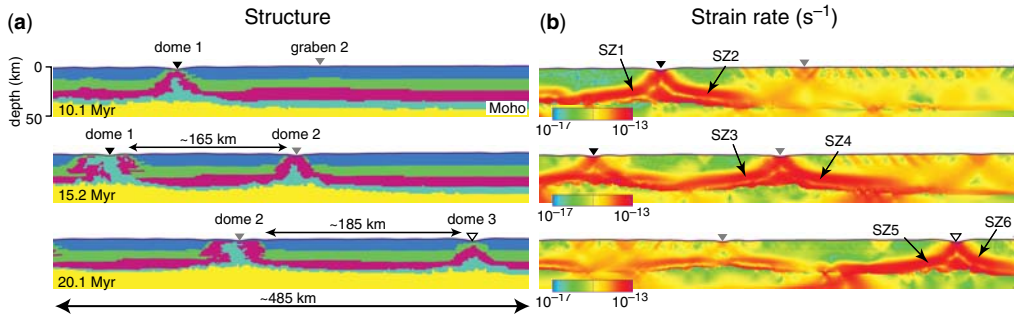 (a) Structure
dome 1 graben 2
0
depth (km)
50
10.1 Myr
Moho
dome 1 ~165 km dome 2
15.2 Myr
dome 2 ~185 km dome 3
20.1 Myr
~485 km
(b) Strain rate (s⁻¹)
SZ1 SZ2
10⁻¹⁷ 10⁻¹³
SZ3 SZ4
10⁻¹⁷ 10⁻¹³
SZ5 SZ6
10⁻¹⁷ 10⁻¹³